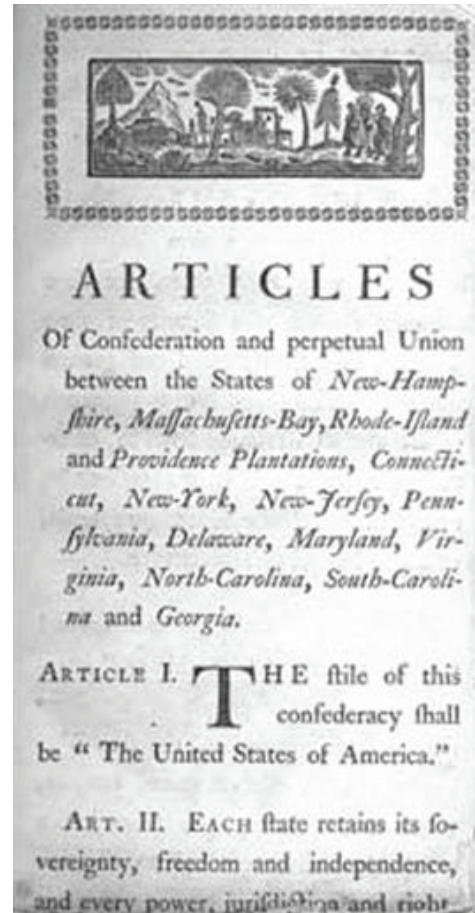 ARTICLES
Of Confederation and perpetual Union
between the States of New-Hamp-
ſhire, Maſſachuſetts-Bay, Rhode-Iſland
and Providence Plantations, Connecti-
cut, New-York, New-Jerſey, Penn-
ſylvania, Delaware, Maryland, Vir-
ginia, North-Carolina, South-Caroli-
na and Georgia.
ARTICLE I. THE ſtile of this
confederacy ſhall
be “ The United States of America.”
ART. II. EACH ſtate retains its ſo-
vereignty, freedom and independence,
and every power, juriſdiction and right